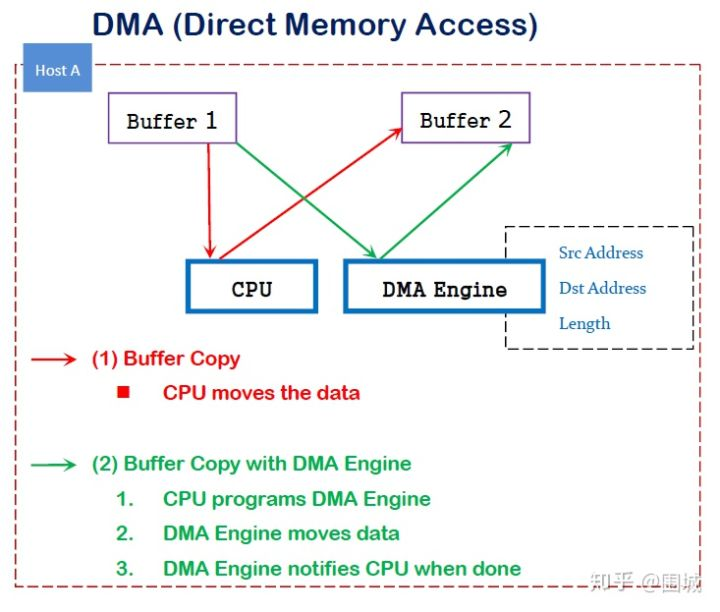 DMA (Direct Memory Access)
Host A
Buffer 1
Buffer 2
CPU
DMA Engine
Src Address
Dst Address
Length
(1) Buffer Copy
CPU moves the data
(2) Buffer Copy with DMA Engine
1. CPU programs DMA Engine
2. DMA Engine moves data
3. DMA Engine notifies CPU when done
知乎 @围城